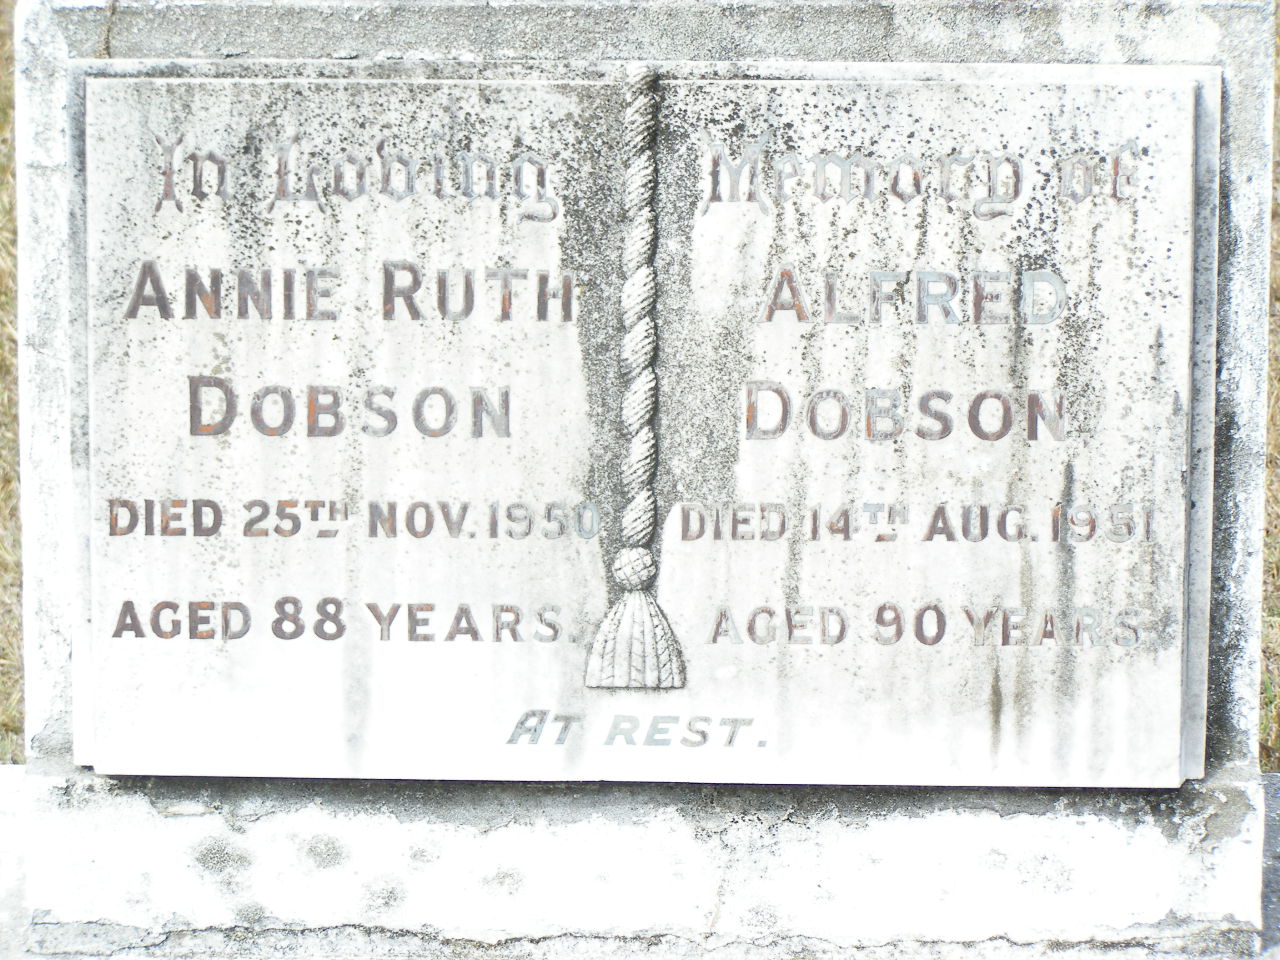 In Loving Memory of
ANNIE RUTH
DOBSON
DIED 25TH NOV. 1950
AGED 88 YEARS.
ALFRED
DOBSON
DIED 14TH AUG. 1951
AGED 90 YEARS.
AT REST.